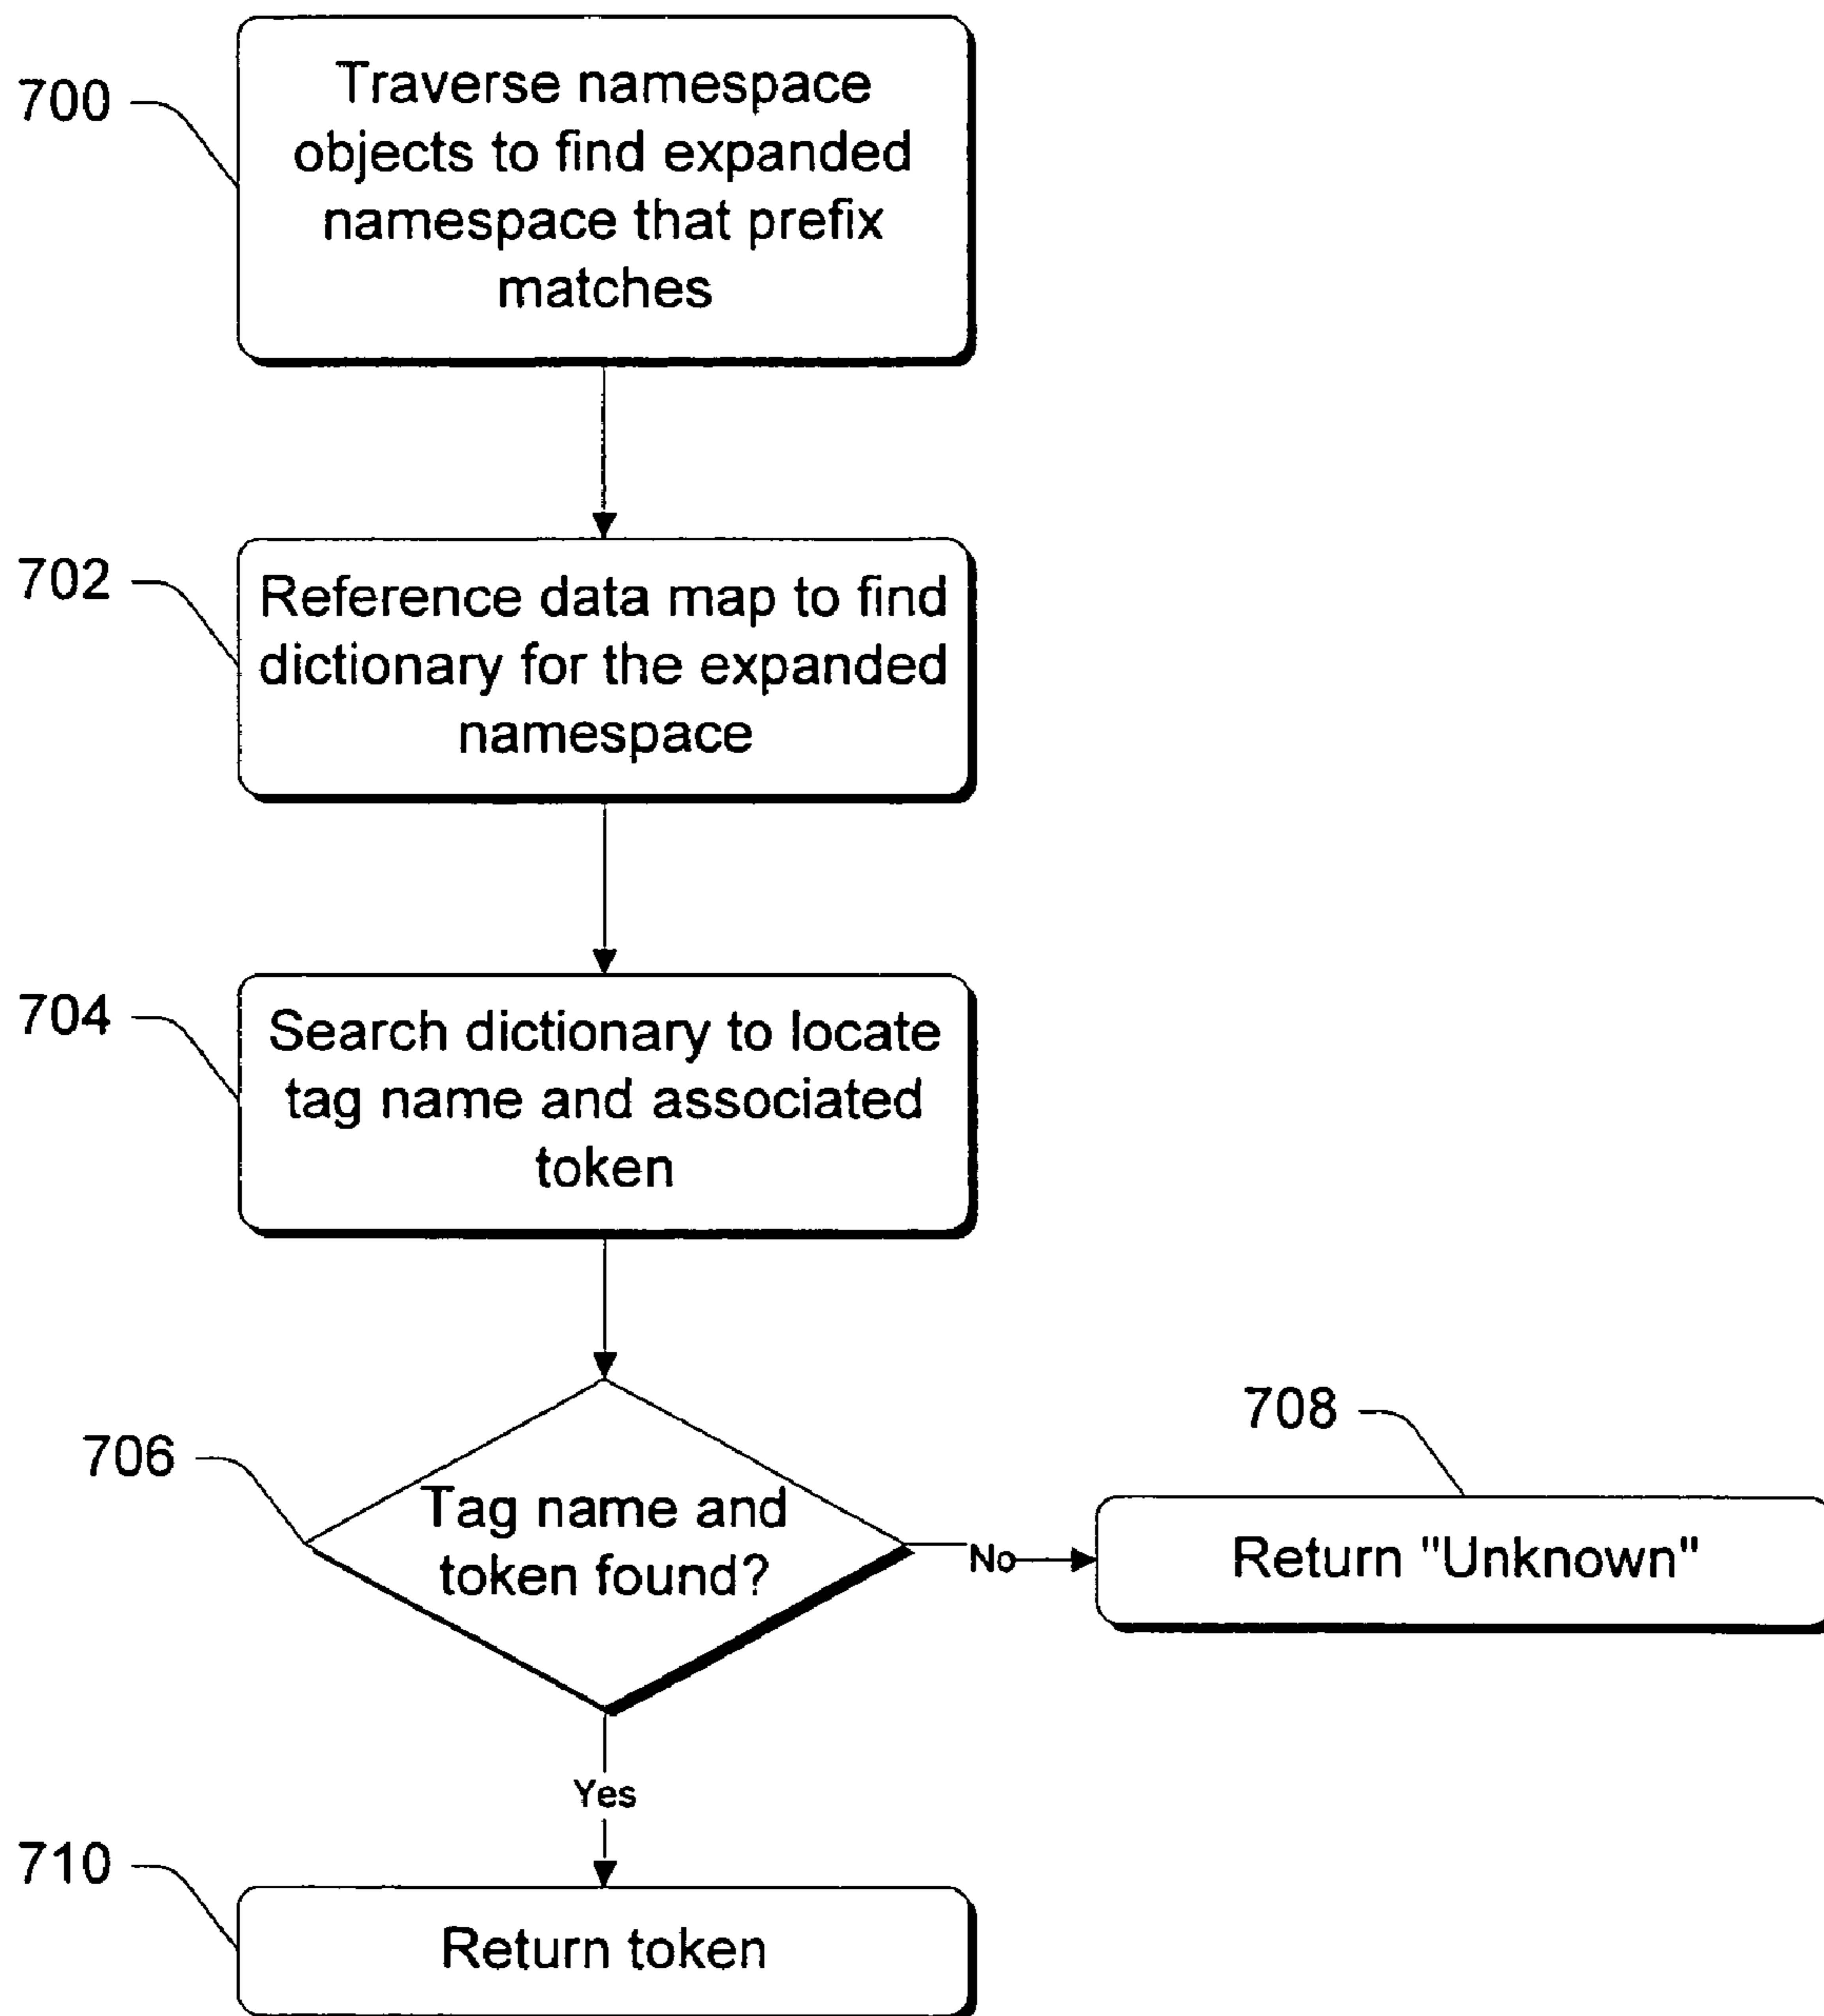 700
Traverse namespace
objects to find expanded
namespace that prefix
matches
702
Reference data map to find
dictionary for the expanded
namespace
704
Search dictionary to locate
tag name and associated
token
706
Tag name and
token found?
No
708
Return "Unknown"
Yes
710
Return token